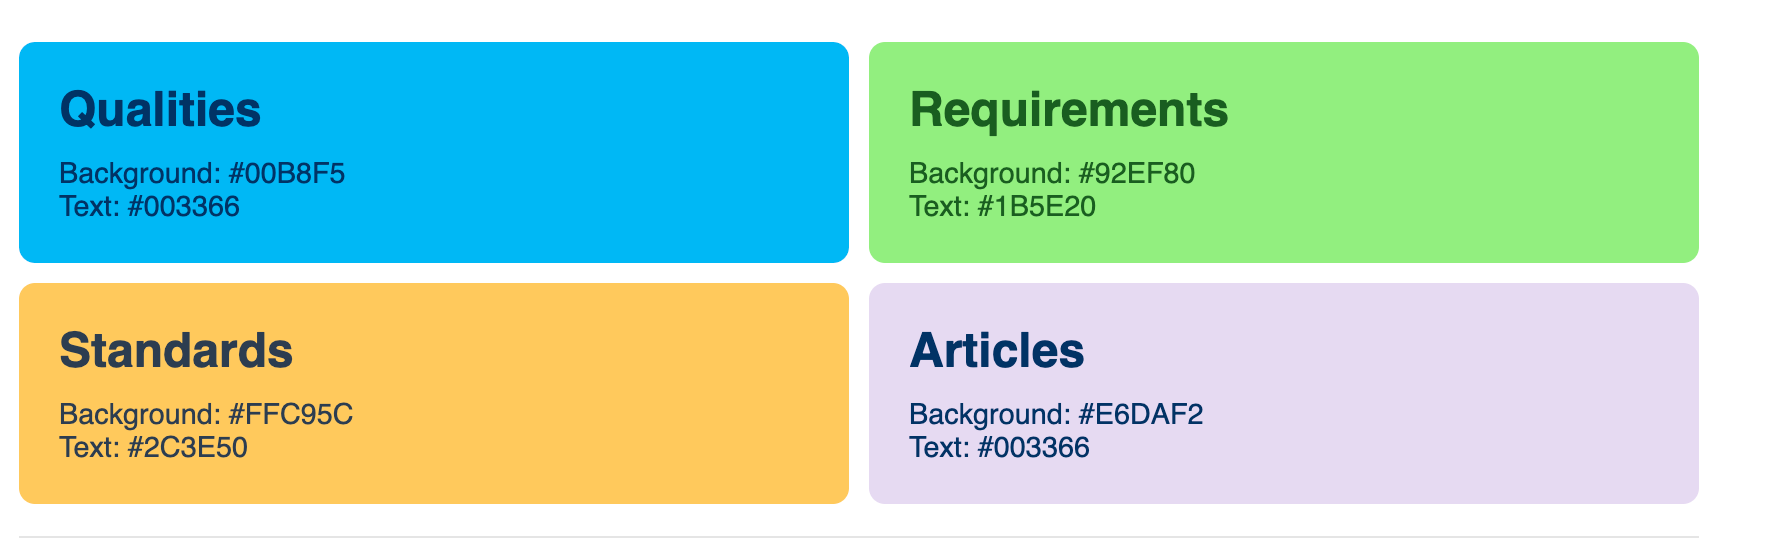 Qualities
Background: #00B8F5
Text: #003366
Requirements
Background: #92EF80
Text: #1B5E20
Standards
Background: #FFC95C
Text: #2C3E50
Articles
Background: #E6DAF2
Text: #003366